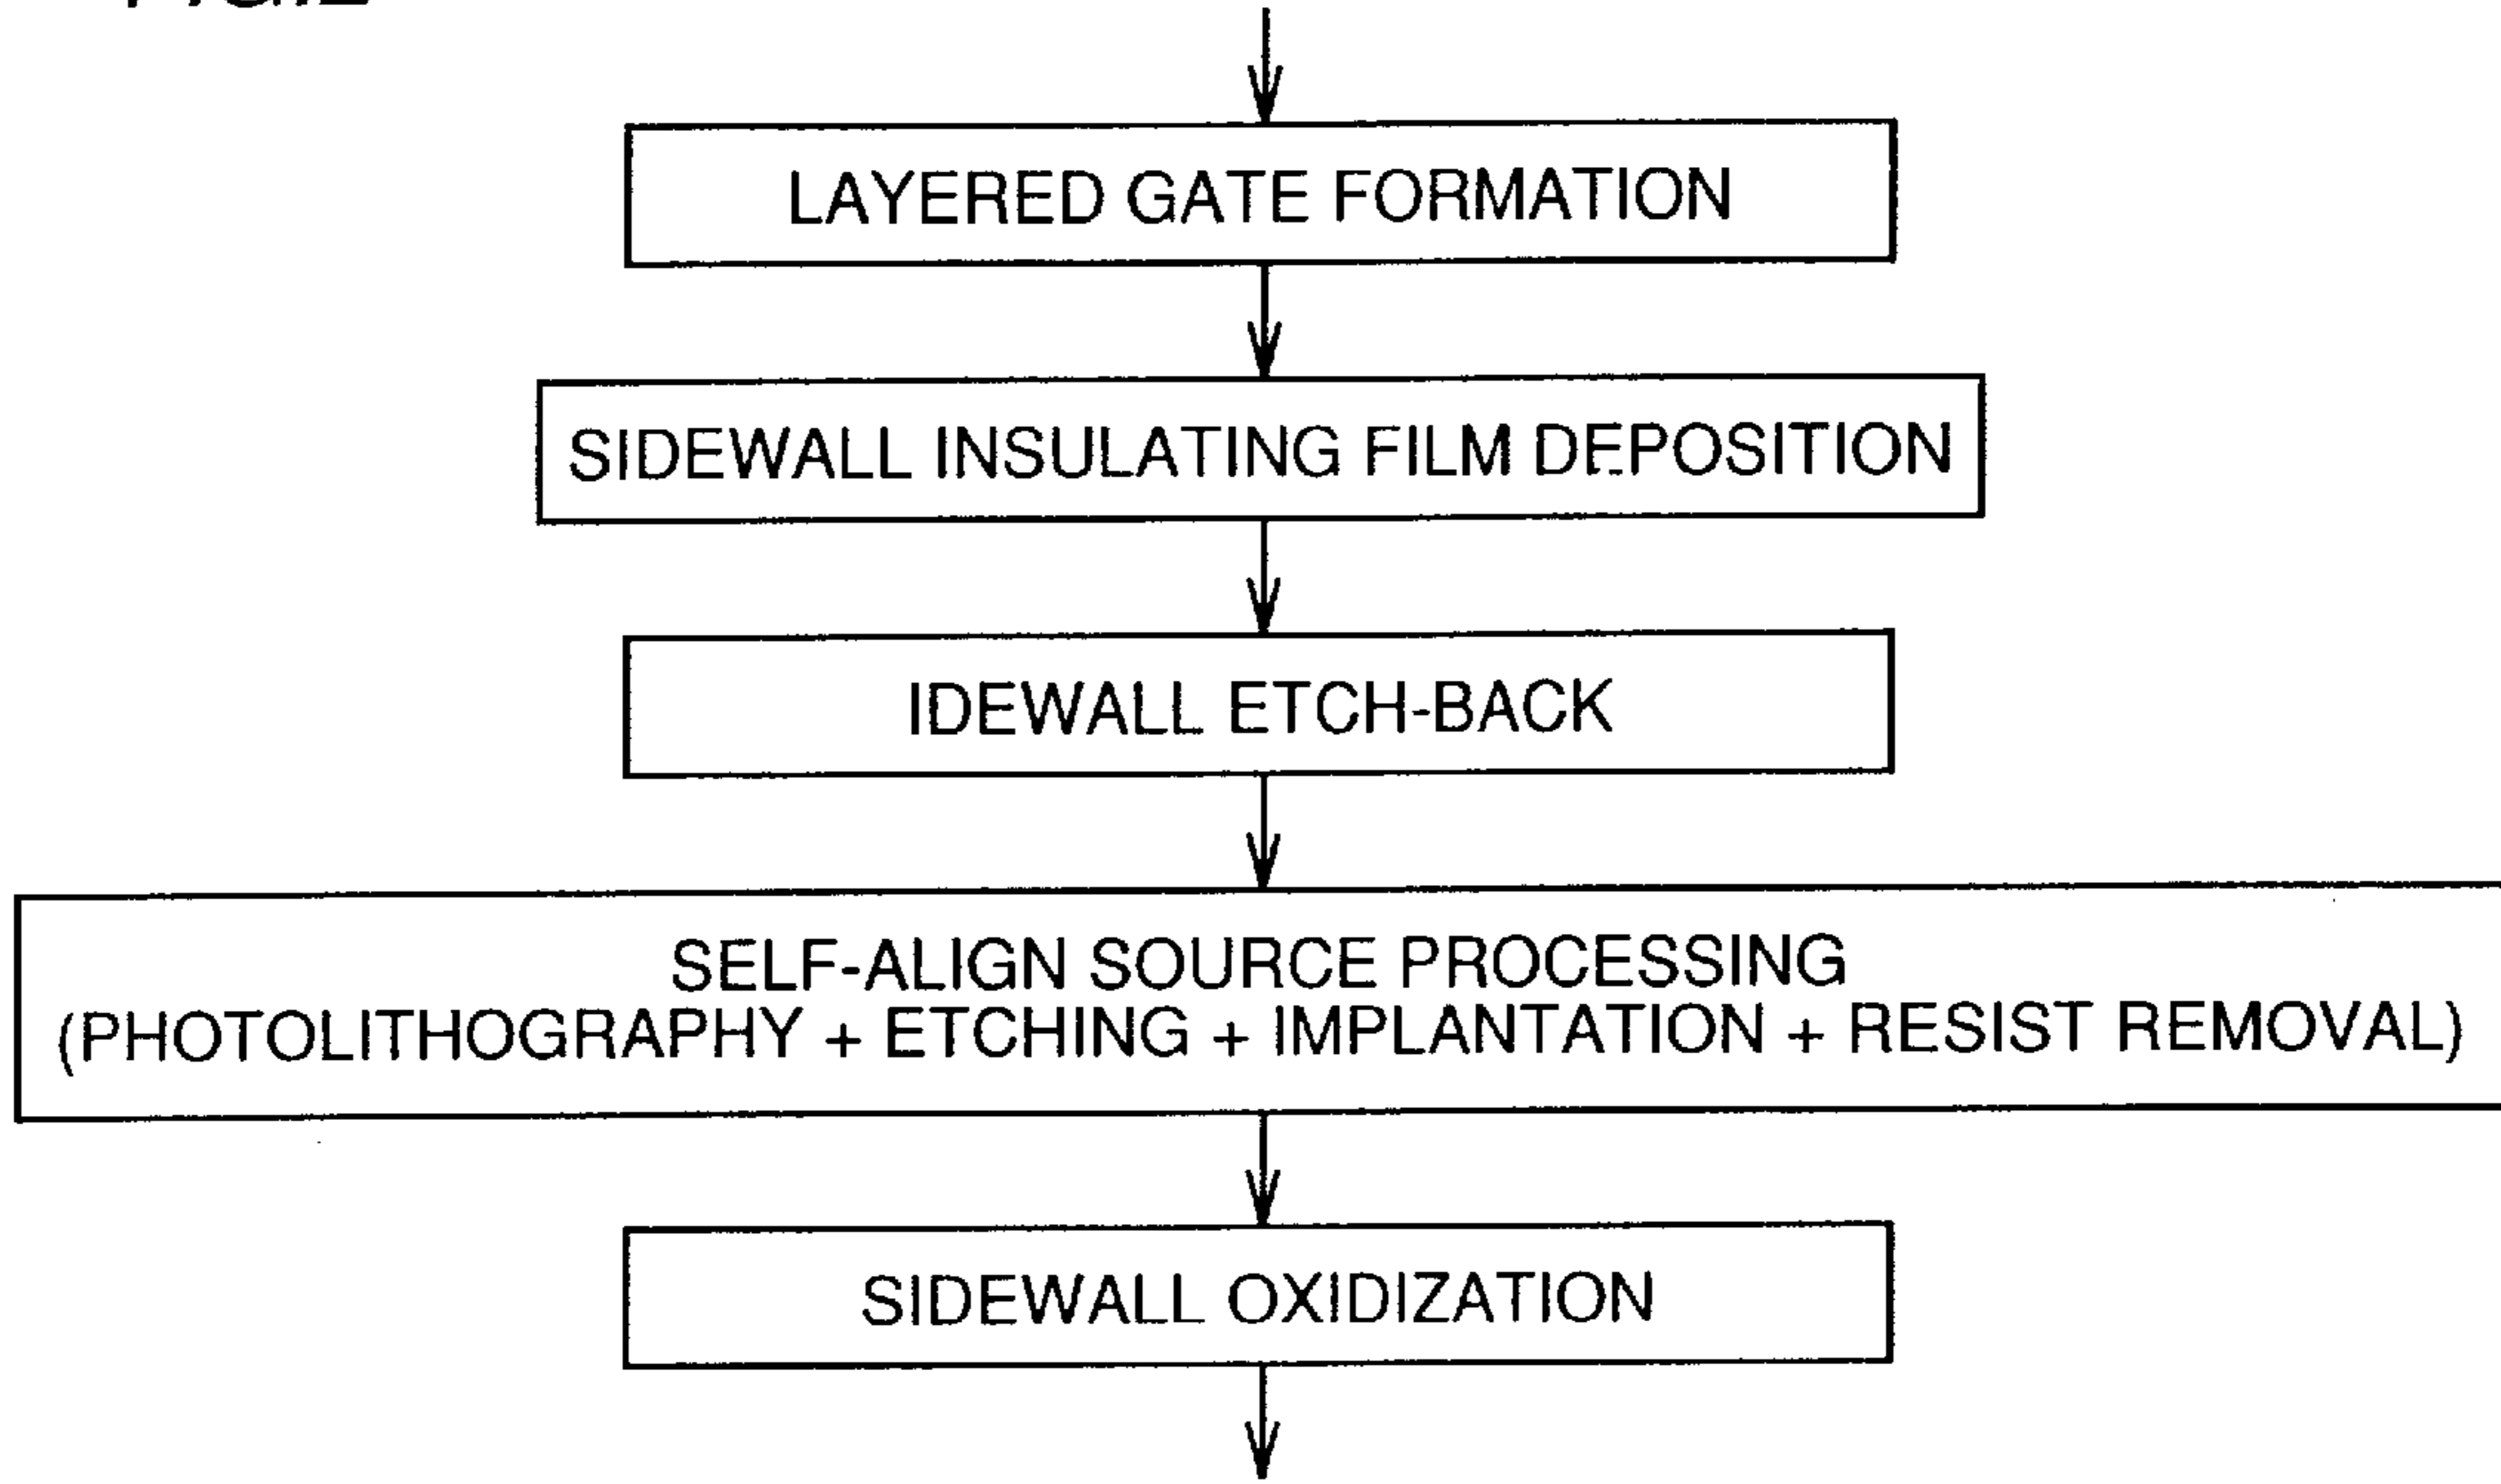 LAYERED GATE FORMATION
SIDEWALL INSULATING FILM DEPOSITION
IDEWALL ETCH-BACK
SELF-ALIGN SOURCE PROCESSING
(PHOTOLITHOGRAPHY + ETCHING + IMPLANTATION + RESIST REMOVAL)
SIDEWALL OXIDIZATION